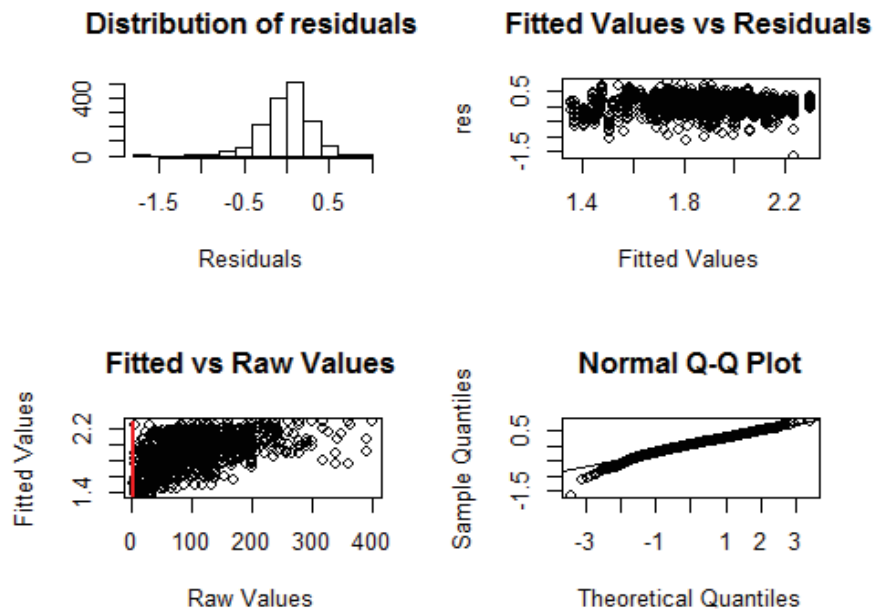 Distribution of residuals
400
0
-1.5 -0.5 0.5
Residuals
Fitted Values vs Residuals
res
0.5
-1.5
1.4 1.8 2.2
Fitted Values
Fitted vs Raw Values
Fitted Values
2.2
1.4
0 100 200 300 400
Raw Values
Normal Q-Q Plot
Sample Quantiles
0.5
-1.5
-3 -1 1 2 3
Theoretical Quantiles